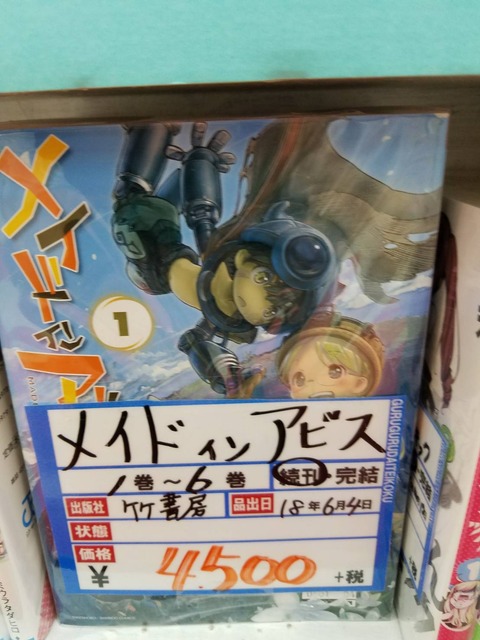 メイドインア
1
メイド イン アビス
1巻~6巻 続刊・完結
出版社 竹書房 品出日 18年6月4日
状態
価格
¥ 4500 +税
GURUGURUDATEIKOKU